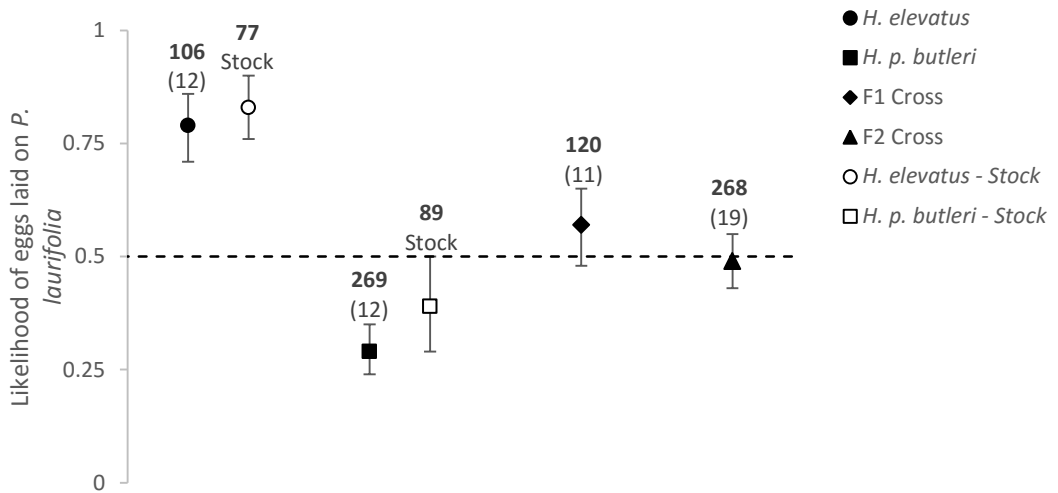 Likelihood of eggs laid on P.
laurifolia
1
0.75
0.5
0.25
0
106
(12)
77
Stock
269
(12)
89
Stock
120
(11)
268
(19)
H. elevatus
H. p. butleri
F1 Cross
F2 Cross
H. elevatus - Stock
H. p. butleri - Stock